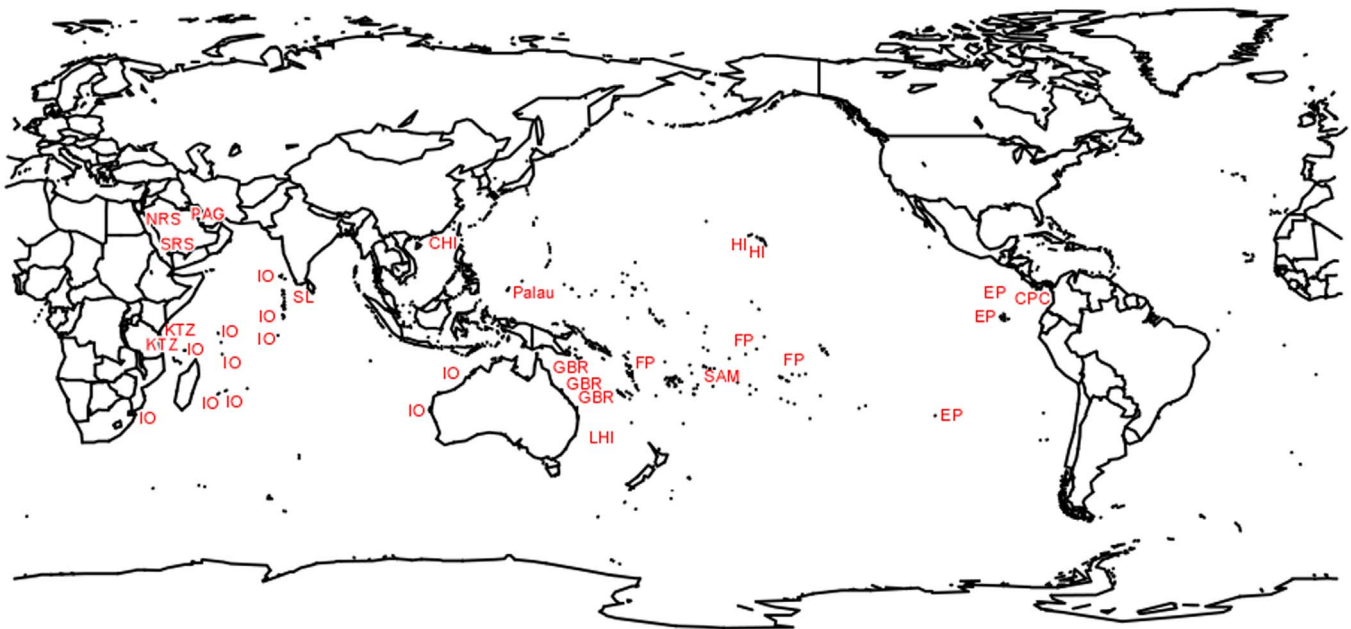 NRS
PAG
SRS
CHI
HI
HI
IO
SL
Palau
EP
CPC
IO
EP
KTZ
IO
KTZ
IO
IO
FP
IO
FP
FP
IO
GBR
SAM
GBR
GBR
IO
IO
IO
IO
EP
LHI